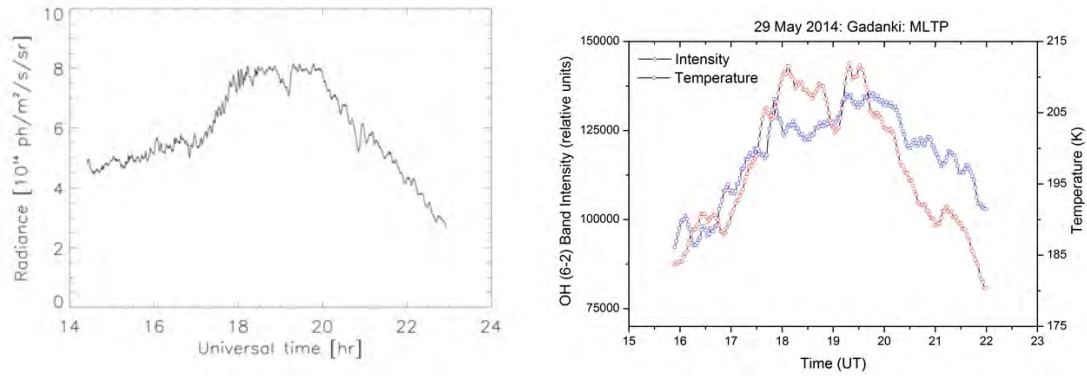 Radiance [10¹⁴ ph/m²/s/sr]
10
8
6
4
2
0
14 16 18 20 22 24
Universal time [hr]
29 May 2014: Gadanki: MLTP
OH (6-2) Band Intensity (relative units)
150000
125000
100000
75000
Intensity
Temperature
215
205
195
185
175
Temperature (K)
15 16 17 18 19 20 21 22 23
Time (UT)